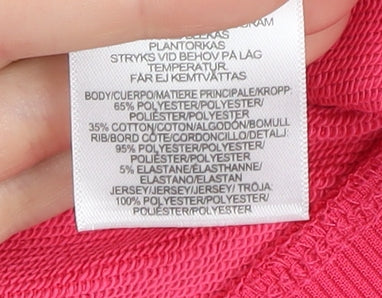 PLANTORKAS
STRYKS VID BEHOV PÅ LÅG
TEMPERATUR.
FÅR EJ KEMTVÄTTAS
BODY/CUERPO/MATIERE PRINCIPALE/KROPP:
65% POLYESTER/POLYESTER/
POLIÉSTER/POLYESTER
35% COTTON/COTON/ALGODÓN/BOMULL
RIB/BORD CÔTE/CORDONCILLO/DETALJ:
95% POLYESTER/POLYESTER/
POLIÉSTER/POLYESTER
5% ELASTANE/ÉLASTHANNE/
ELASTANO/ELASTAN
JERSEY/JERSEY/JERSEY/ TRÖJA:
100% POLYESTER/POLYESTER/
POLIÉSTER/POLYESTER